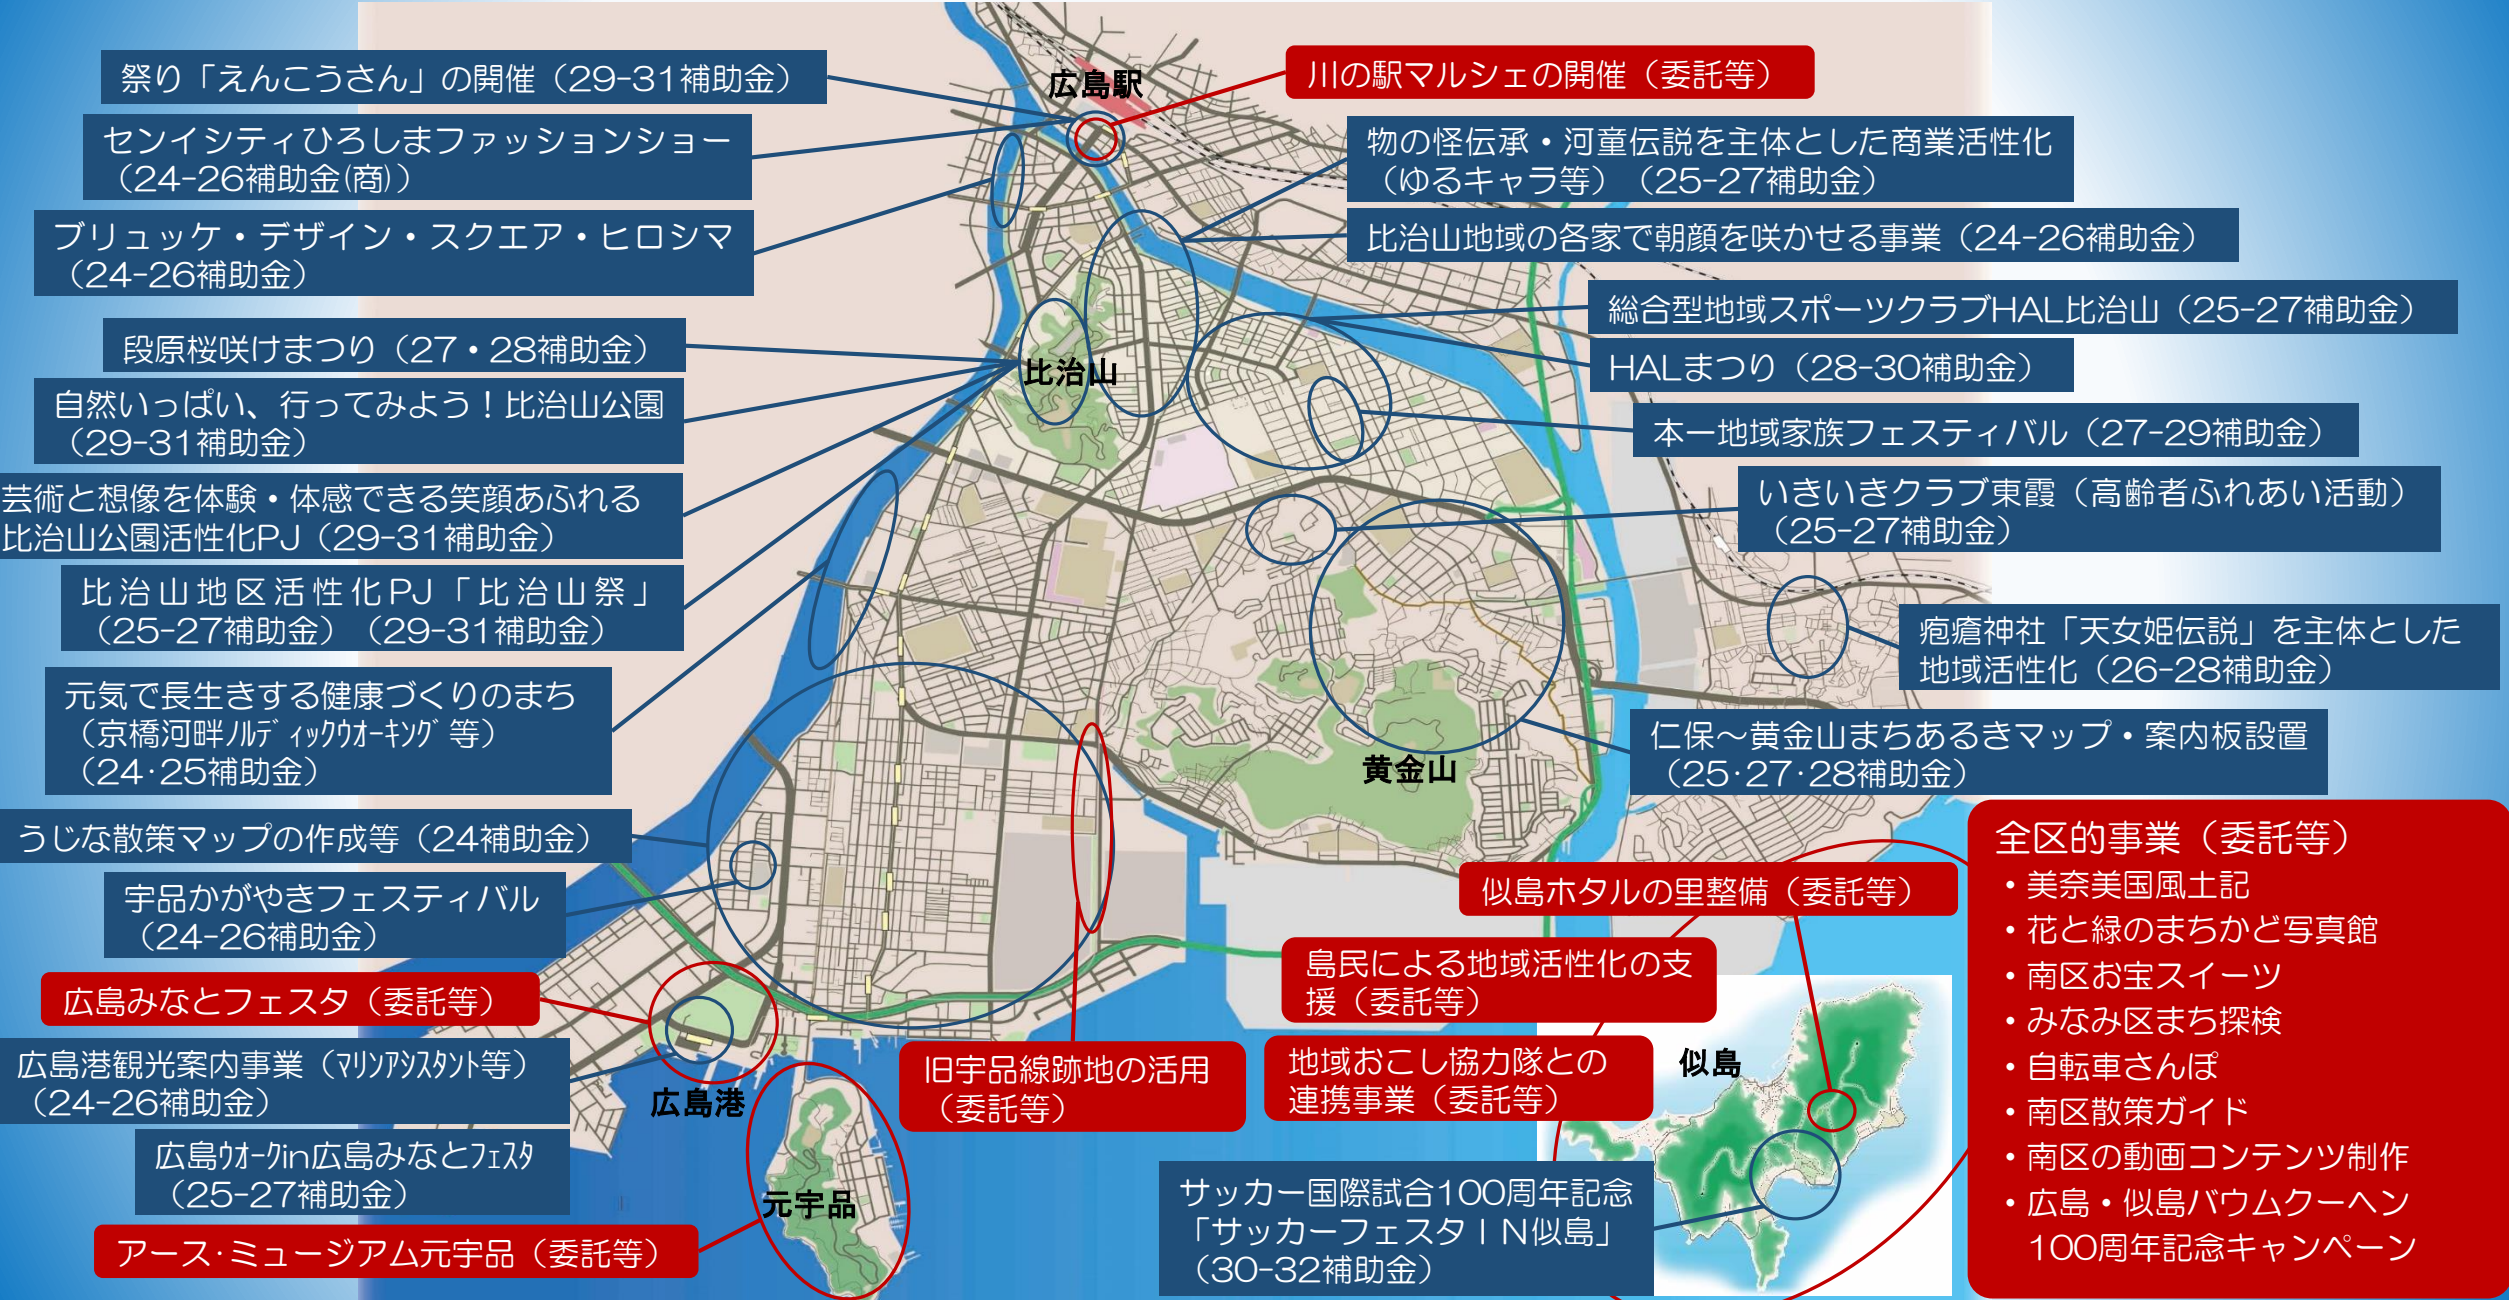 祭り「えんこうさん」の開催（29-31補助金）
センイシティひろしまファッションショー
（24-26補助金(商)）
ブリュッケ・デザイン・スクエア・ヒロシマ
（24-26補助金）
段原桜咲けまつり（27・28補助金）
自然いっぱい、行ってみよう！比治山公園
（29-31補助金）
芸術と想像を体験・体感できる笑顔あふれる
比治山公園活性化PJ（29-31補助金）
比治山地区活性化PJ「比治山祭」
（25-27補助金）（29-31補助金）
元気で長生きする健康づくりのまち
（京橋河畔ﾉﾙﾃﾞｨｯｸｳｵｰｷﾝｸﾞ等）
（24･25補助金）
うじな散策マップの作成等（24補助金）
宇品かがやきフェスティバル
（24-26補助金）
広島みなとフェスタ（委託等）
広島港観光案内事業（ﾏﾘﾝｱｼｽﾀﾝﾄ等）
（24-26補助金）
広島ｳｵｰｸin広島みなとﾌｪｽﾀ
（25-27補助金）
アース･ミュージアム元宇品（委託等）
広島駅
比治山
黄金山
広島港
元宇品
似島
川の駅マルシェの開催（委託等）
物の怪伝承・河童伝説を主体とした商業活性化
（ゆるキャラ等）（25-27補助金）
比治山地域の各家で朝顔を咲かせる事業（24-26補助金）
総合型地域スポーツクラブHAL比治山（25-27補助金）
HALまつり（28-30補助金）
本一地域家族フェスティバル（27-29補助金）
いきいきクラブ東霞（高齢者ふれあい活動）
（25-27補助金）
疱瘡神社「天女姫伝説」を主体とした
地域活性化（26-28補助金）
仁保～黄金山まちあるきマップ・案内板設置
（25･27･28補助金）
似島ホタルの里整備（委託等）
島民による地域活性化の支
援（委託等）
旧宇品線跡地の活用
（委託等）
地域おこし協力隊との
連携事業（委託等）
サッカー国際試合100周年記念
「サッカーフェスタＩＮ似島」
（30-32補助金）
全区的事業（委託等）
・美奈美国風土記
・花と緑のまちかど写真館
・南区お宝スイーツ
・みなみ区まち探検
・自転車さんぽ
・南区散策ガイド
・南区の動画コンテンツ制作
・広島・似島バウムクーヘン
100周年記念キャンペーン